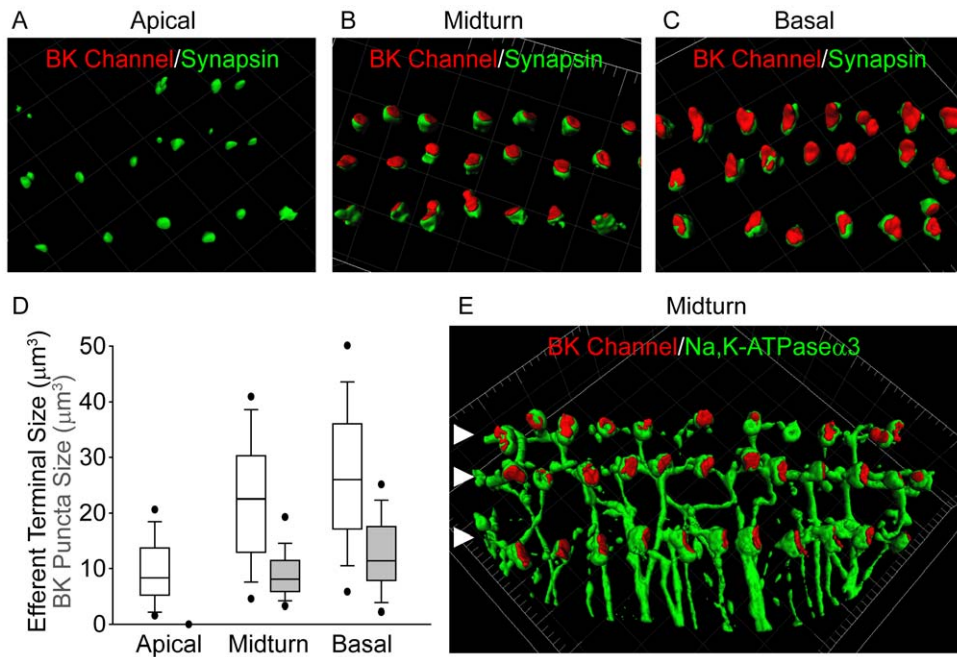 A Apical
BK Channel/Synapsin
B Midturn
BK Channel/Synapsin
C Basal
BK Channel/Synapsin
D
Efferent Terminal Size (μm³)
BK Puncta Size (μm³)
50
40
30
20
10
0
Apical Midturn Basal
E Midturn
BK Channel/Na,K-ATPaseα3